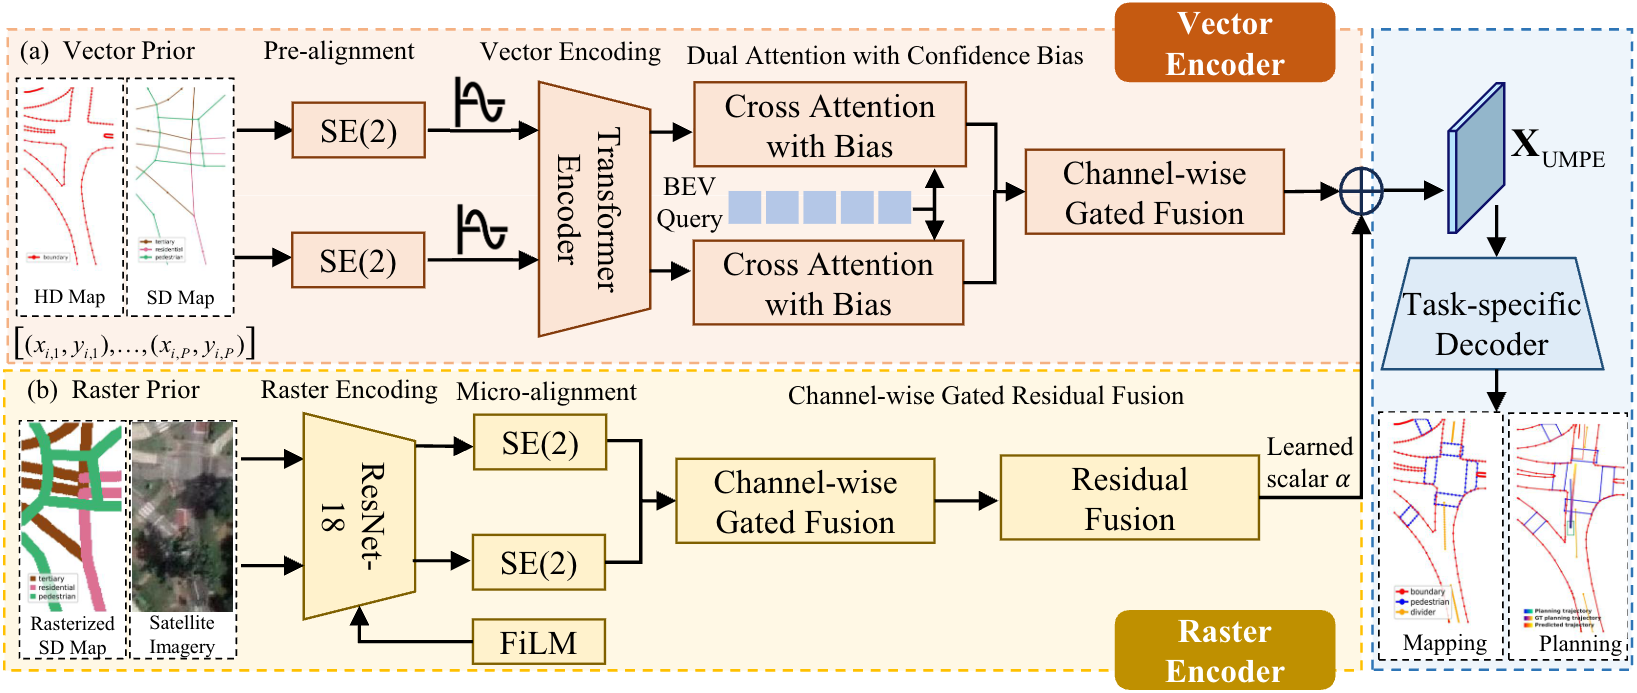 (a) Vector Prior
Pre-alignment
Vector Encoding
Dual Attention with Confidence Bias
Vector
Encoder
boundary
HD Map
tertiary
residential
pedestrian
SD Map
[(x_{i,1}, y_{i,1}),…,(x_{i,P}, y_{i,P})]
SE(2)
SE(2)
Transformer
Encoder
Cross Attention
with Bias
BEV
Query
Cross Attention
with Bias
Channel-wise
Gated Fusion
X_{UMPE}
Task-specific
Decoder
(b) Raster Prior
Raster Encoding
Micro-alignment
Channel-wise Gated Residual Fusion
tertiary
residential
pedestrian
Rasterized
SD Map
Satellite
Imagery
ResNet-
18
SE(2)
SE(2)
FiLM
Channel-wise
Gated Fusion
Residual
Fusion
Learned
scalar α
Raster
Encoder
boundary
pedestrian
divider
Mapping
Planning trajectory
GT planning trajectory
Predicted trajectory
Planning